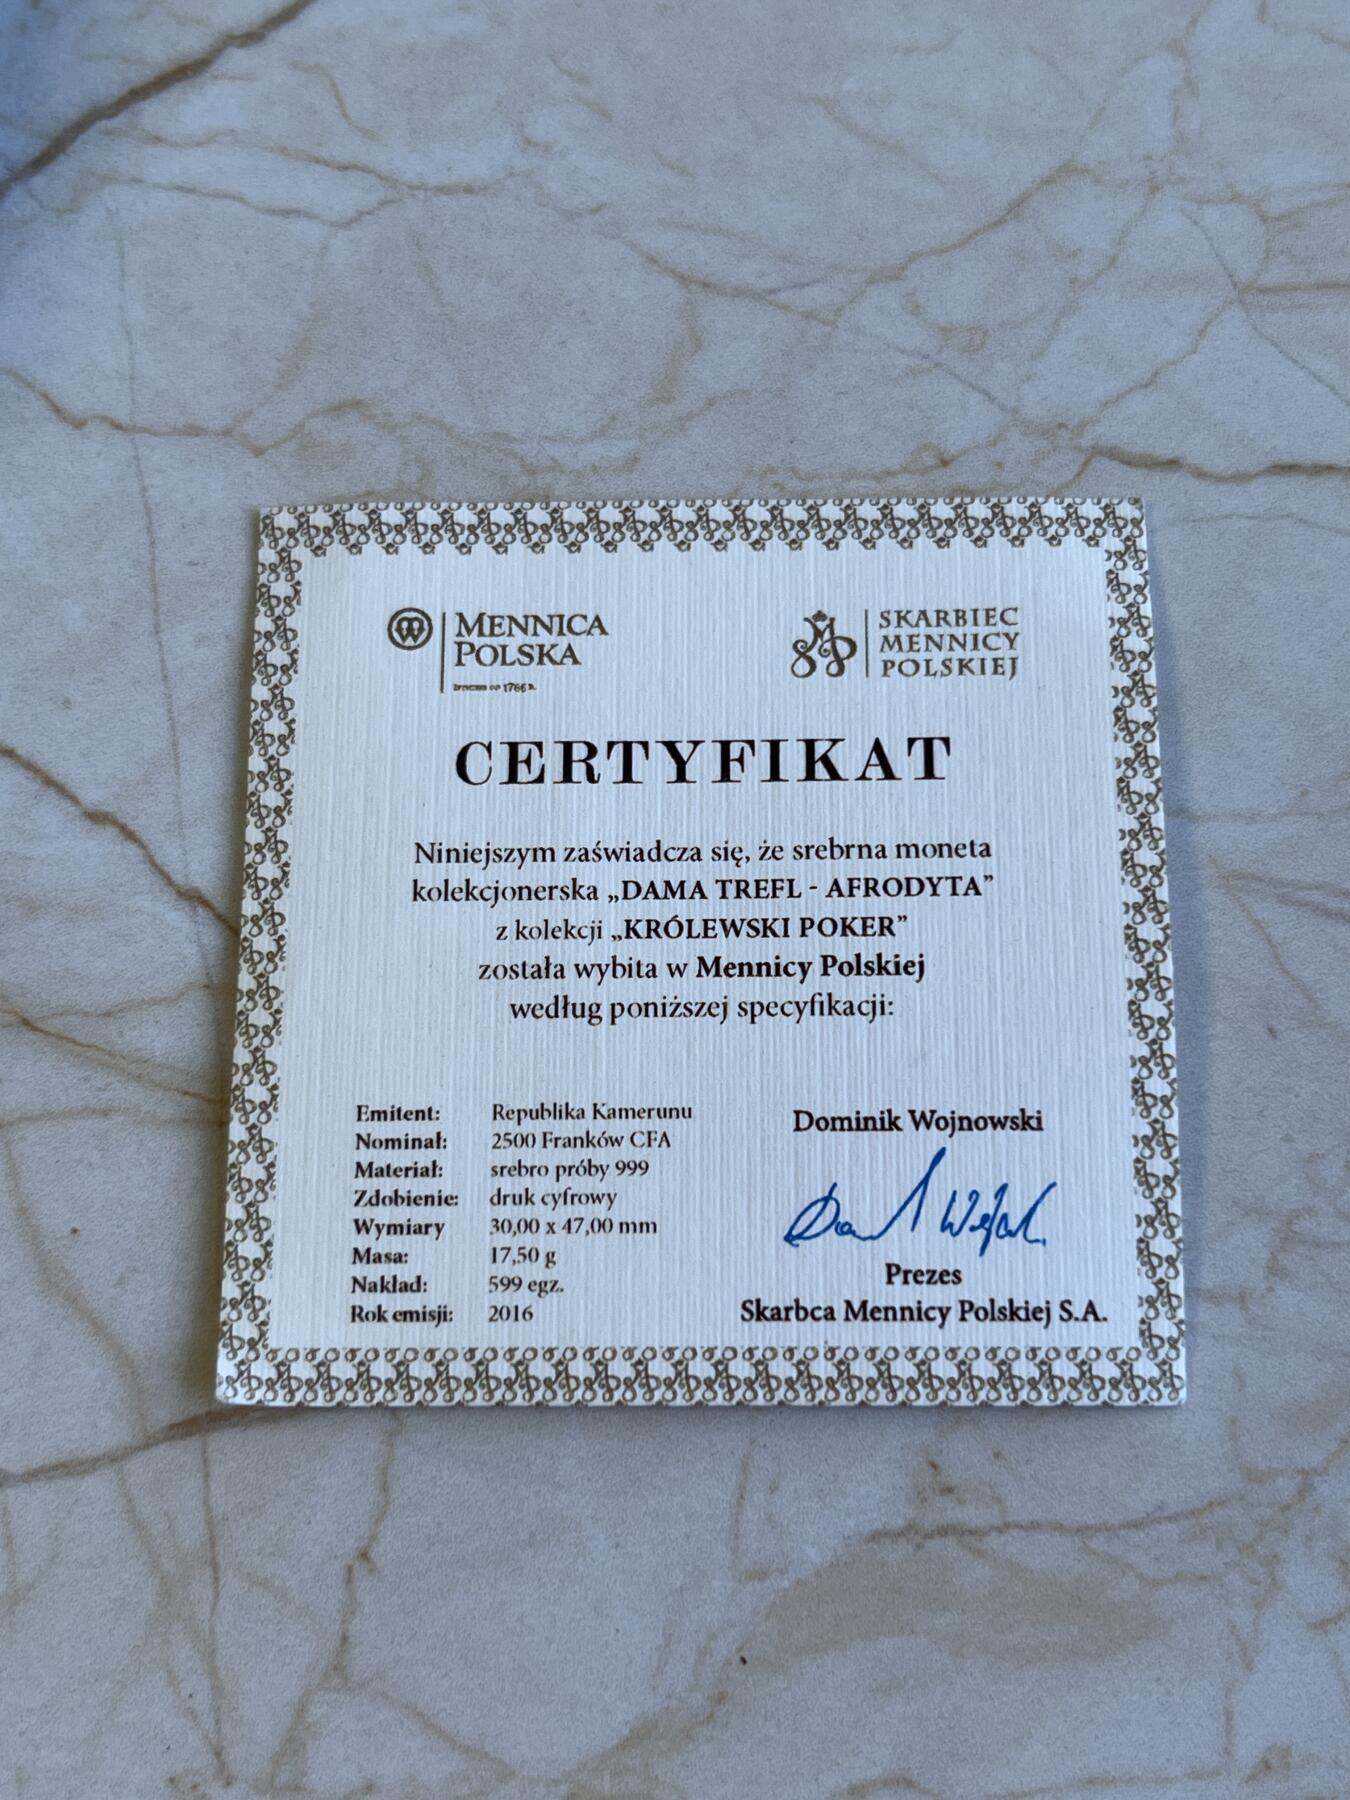 MENNICA
POLSKA
SKARBIEC
MENNICY
POLSKIEJ
CERTYFIKAT
Niniejszym zaświadcza się, że srebrna moneta
kolekcjonerska „DAMA TREFL - AFRODYTA”
z kolekcji „KRÓLEWSKI POKER”
została wybita w Mennicy Polskiej
według poniższej specyfikacji:
Emitent: Republika Kamerunu
Nominał: 2500 Franków CFA
Materiał: srebro próby 999
Zdobienie: druk cyfrowy
Wymiary 30,00 x 47,00 mm
Masa: 17,50 g
Nakład: 599 egz.
Rok emisji: 2016
Dominik Wojnowski
Prezes
Skarbca Mennicy Polskiej S.A.